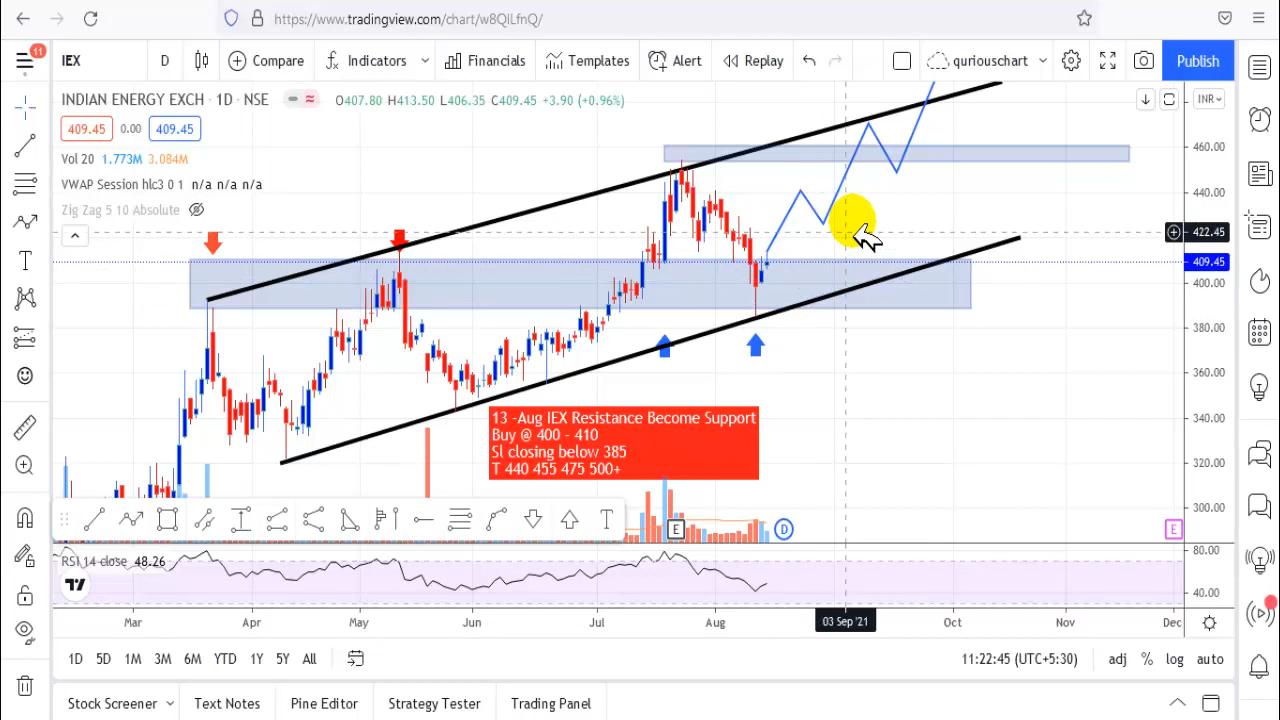 https://www.tradingview.com/chart/w8QILfnQ/
11
IEX
D
Compare
Indicators
Financials
Templates
Alert
Replay
quriouschart
Publish
INDIAN ENERGY EXCH · 1D · NSE
O407.80 H413.50 L406.35 C409.45 +3.90 (+0.96%)
INR
409.45 0.00 409.45
Vol 20 1.773M 3.084M
VWAP Session hlc3 0 1 n/a n/a n/a
Zig Zag 5 10 Absolute
460.00
440.00
422.45
409.45
400.00
380.00
360.00
340.00
320.00
300.00
13 -Aug IEX Resistance Become Support
Buy @ 400 - 410
Sl closing below 385
T 440 455 475 500+
T
E
D
E
RSI 14 close 48.26
80.00
40.00
Mar Apr May Jun Jul Aug 03 Sep '21 Oct Nov Dec
1D 5D 1M 3M 6M YTD 1Y 5Y All
11:22:45 (UTC+5:30) adj % log auto
Stock Screener Text Notes Pine Editor Strategy Tester Trading Panel